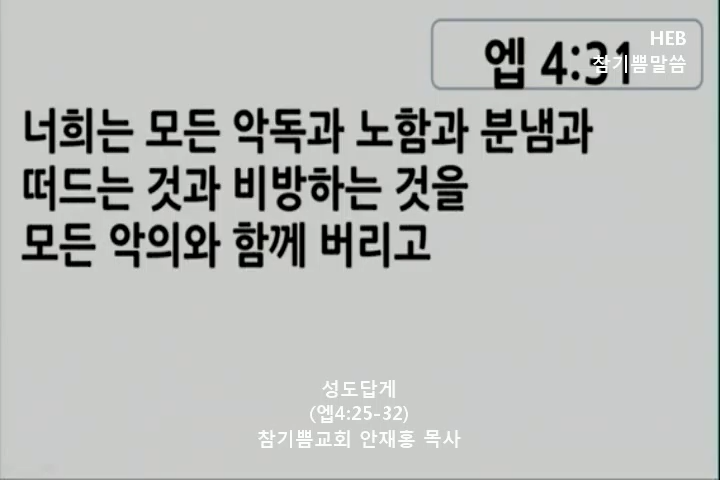 HEB
엡 4:31
참기쁨말씀
너희는 모든 악독과 노함과 분냄과
떠드는 것과 비방하는 것을
모든 악의와 함께 버리고
성도답게
(엡4:25-32)
참기쁨교회 안재홍 목사